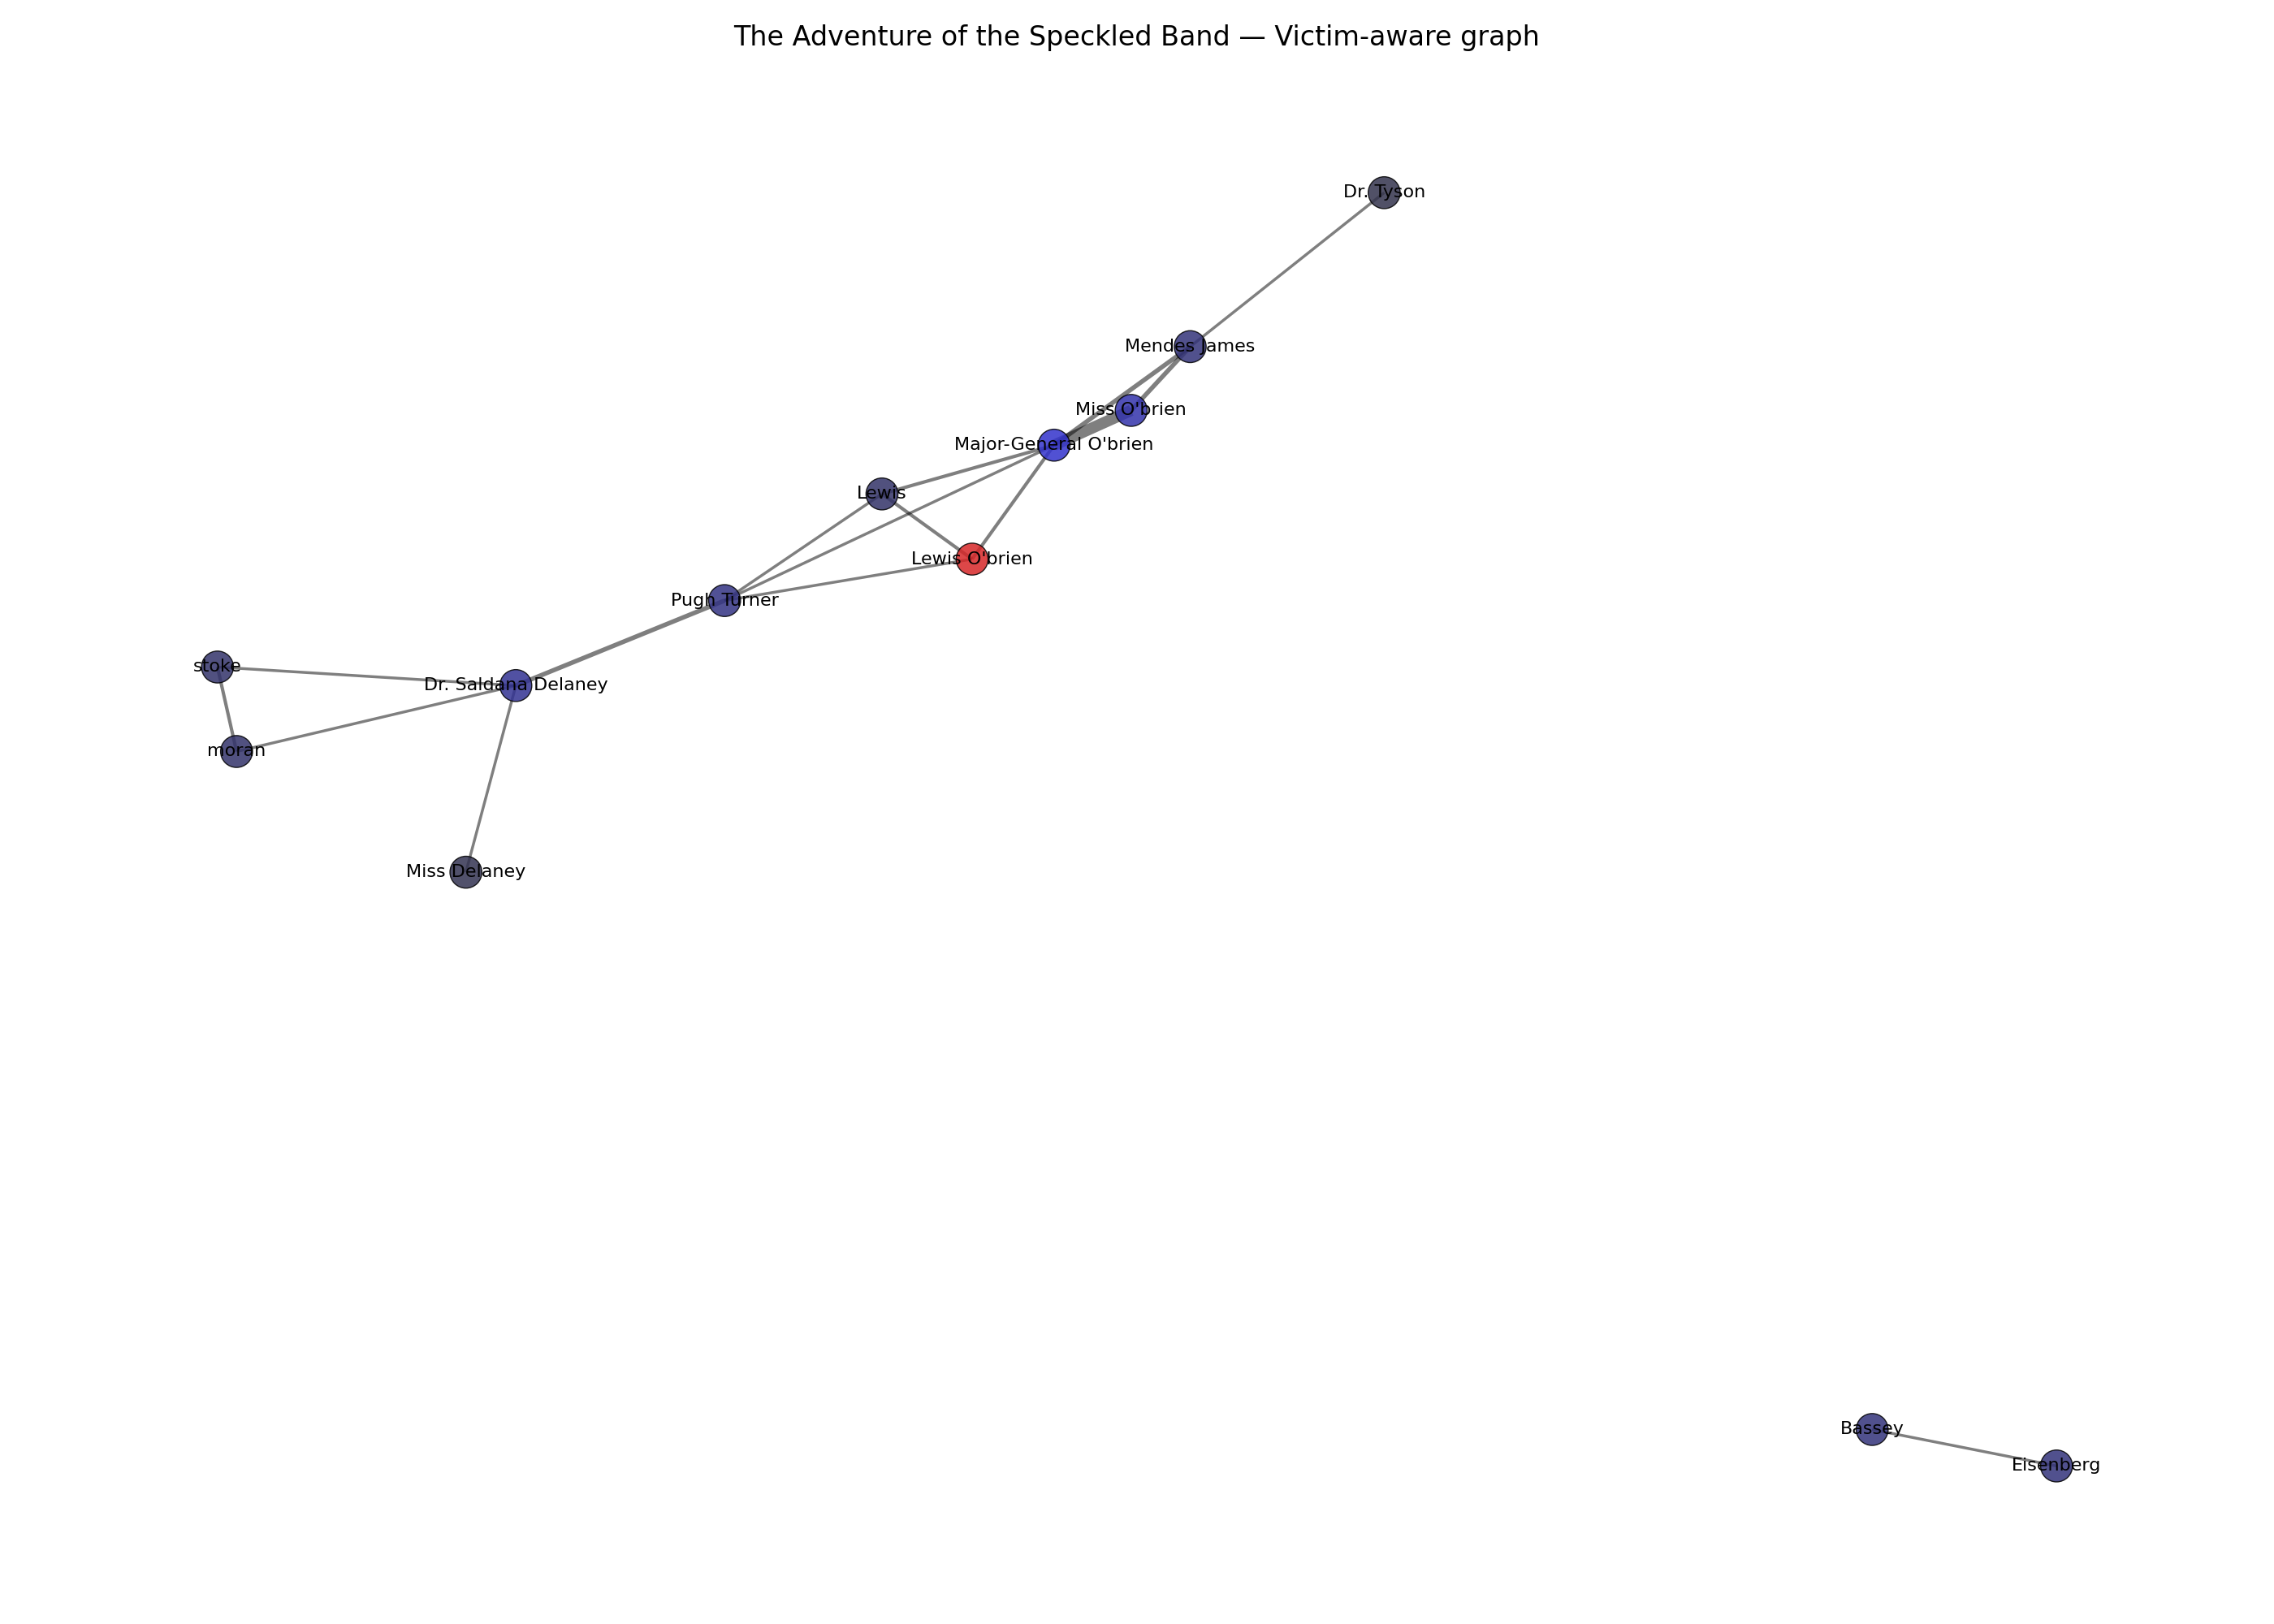 The Adventure of the Speckled Band — Victim-aware graph
Dr. Tyson
Mendes James
Miss O'brien
Major-General O'brien
Lewis
Lewis O'brien
Pugh Turner
stoke
Dr. Saldana Delaney
moran
Miss Delaney
Bassey
Eisenberg